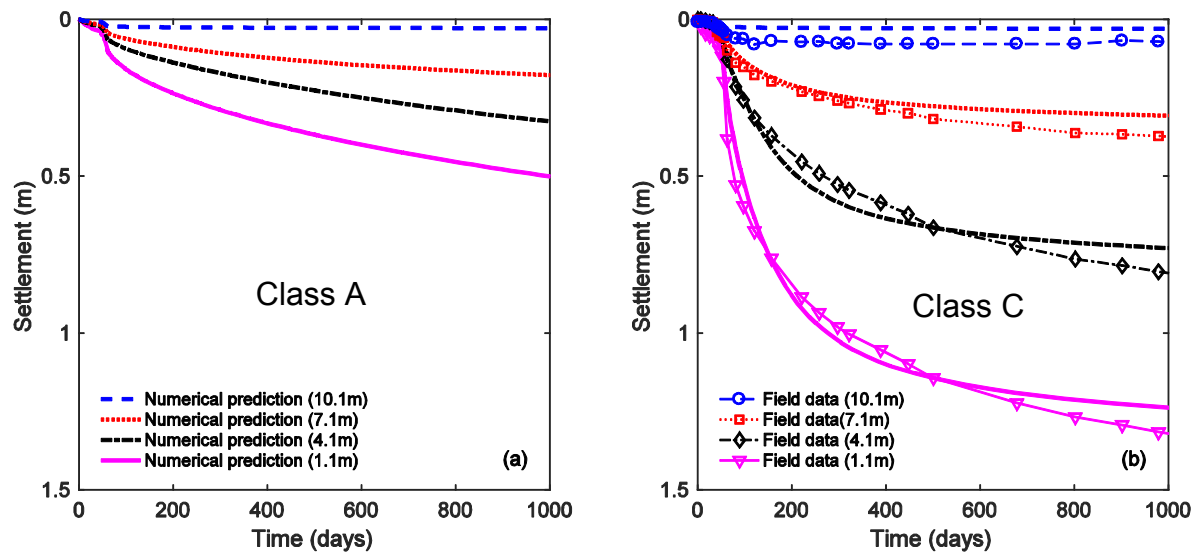 0
0.5
1
1.5
Settlement (m)
0 200 400 600 800 1000
Time (days)
Class A
Numerical prediction (10.1m)
Numerical prediction (7.1m)
Numerical prediction (4.1m)
Numerical prediction (1.1m)
(a)
0
0.5
1
1.5
Settlement (m)
0 200 400 600 800 1000
Time (days)
Class C
Field data (10.1m)
Field data(7.1m)
Field data (4.1m)
Field data (1.1m)
(b)